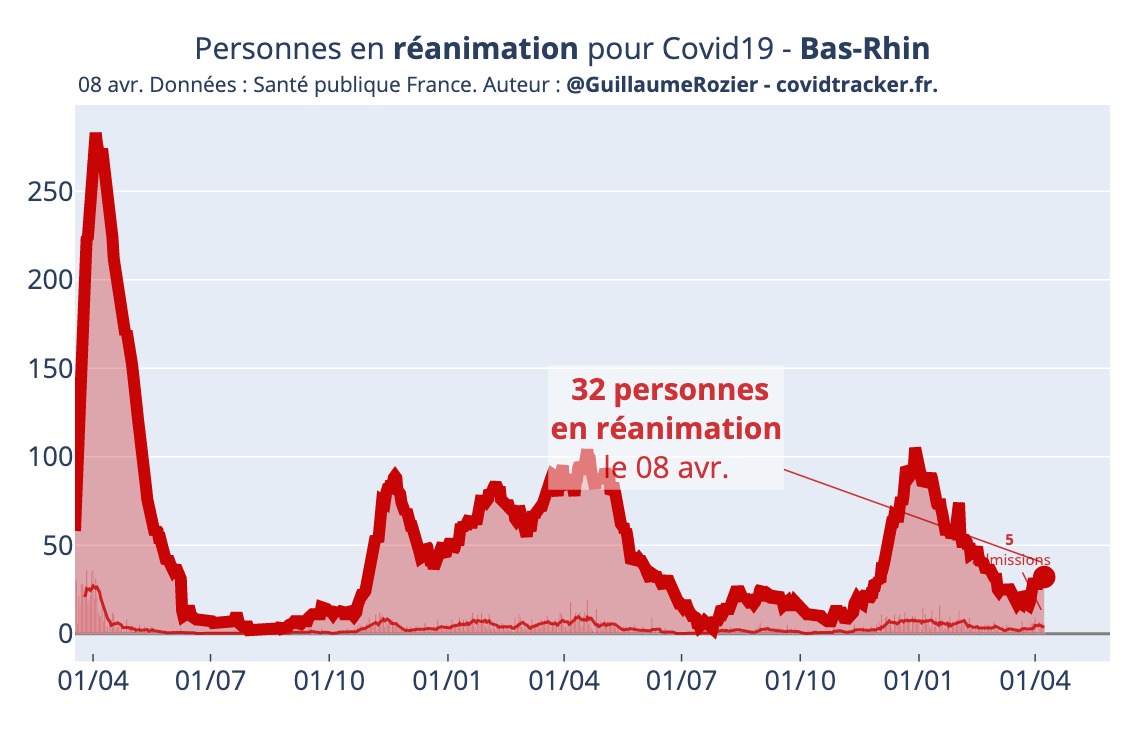 Personnes en réanimation pour Covid19 - Bas-Rhin
08 avr. Données : Santé publique France. Auteur : @GuillaumeRozier - covidtracker.fr.
250
200
150
100
50
0
32 personnes
en réanimation
le 08 avr.
5
admissions
01/04 01/07 01/10 01/01 01/04 01/07 01/10 01/01 01/04